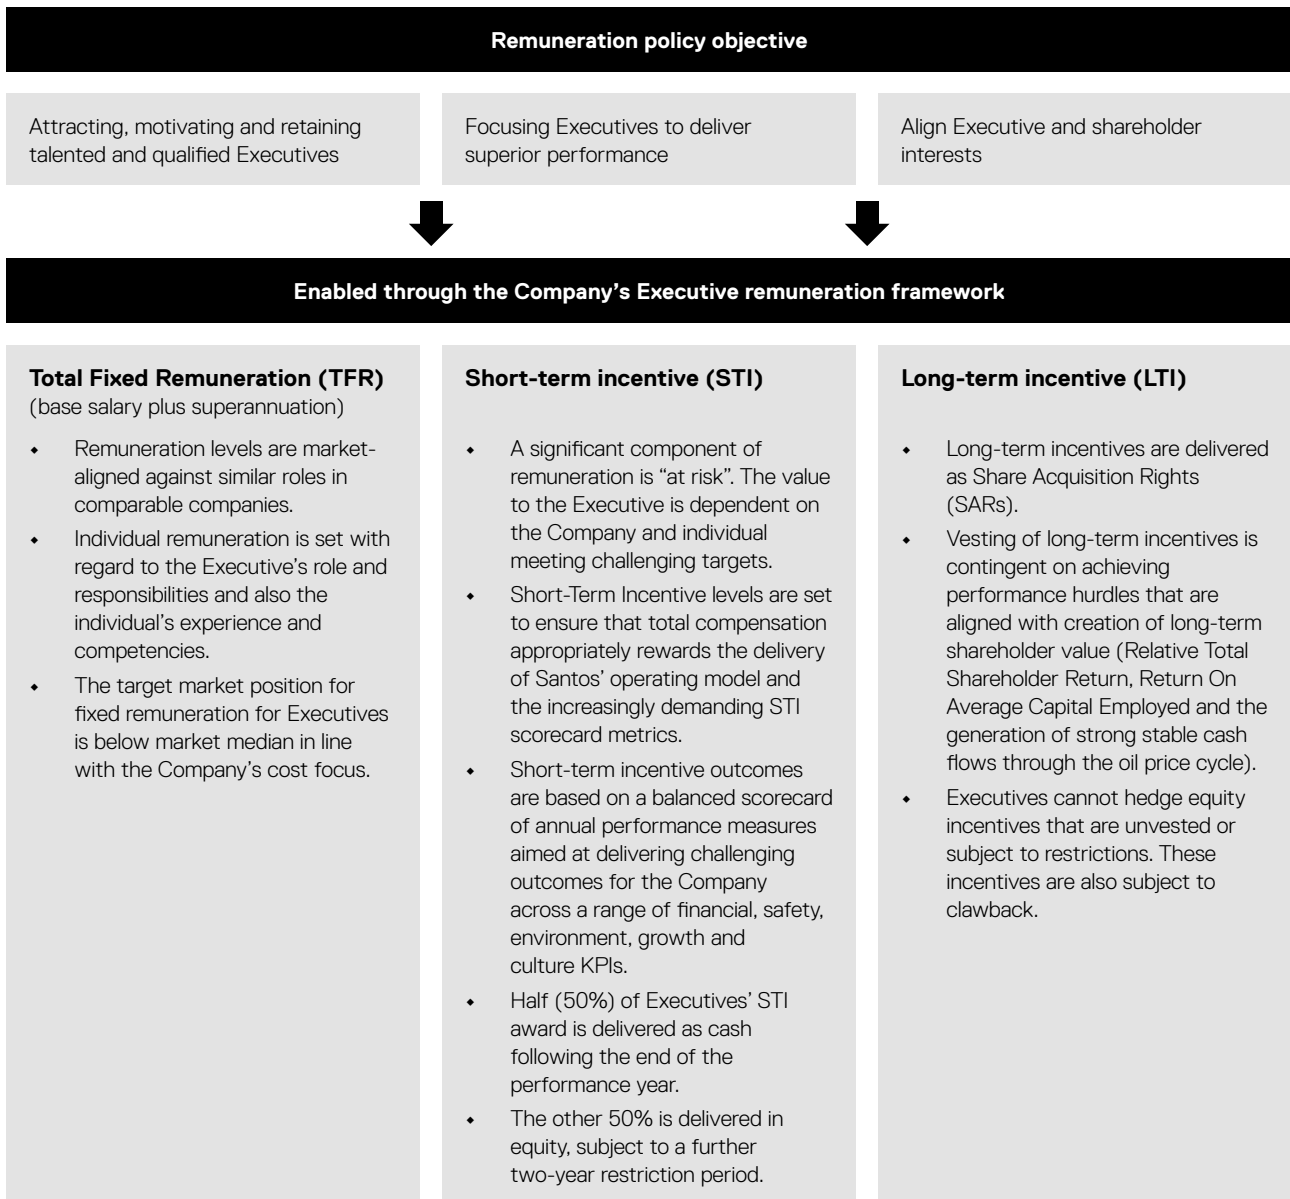 Remuneration policy objective
Attracting, motivating and retaining
talented and qualified Executives
Focusing Executives to deliver
superior performance
Align Executive and shareholder
interests
Enabled through the Company's Executive remuneration framework
Total Fixed Remuneration (TFR)
(base salary plus superannuation)
◆ Remuneration levels are market-
aligned against similar roles in
comparable companies.
◆ Individual remuneration is set with
regard to the Executive's role and
responsibilities and also the
individual's experience and
competencies.
◆ The target market position for
fixed remuneration for Executives
is below market median in line
with the Company's cost focus.
Short-term incentive (STI)
◆ A significant component of
remuneration is “at risk”. The value
to the Executive is dependent on
the Company and individual
meeting challenging targets.
◆ Short-Term Incentive levels are set
to ensure that total compensation
appropriately rewards the delivery
of Santos' operating model and
the increasingly demanding STI
scorecard metrics.
◆ Short-term incentive outcomes
are based on a balanced scorecard
of annual performance measures
aimed at delivering challenging
outcomes for the Company
across a range of financial, safety,
environment, growth and
culture KPIs.
◆ Half (50%) of Executives' STI
award is delivered as cash
following the end of the
performance year.
◆ The other 50% is delivered in
equity, subject to a further
two-year restriction period.
Long-term incentive (LTI)
◆ Long-term incentives are delivered
as Share Acquisition Rights
(SARs).
◆ Vesting of long-term incentives is
contingent on achieving
performance hurdles that are
aligned with creation of long-term
shareholder value (Relative Total
Shareholder Return, Return On
Average Capital Employed and the
generation of strong stable cash
flows through the oil price cycle).
◆ Executives cannot hedge equity
incentives that are unvested or
subject to restrictions. These
incentives are also subject to
clawback.